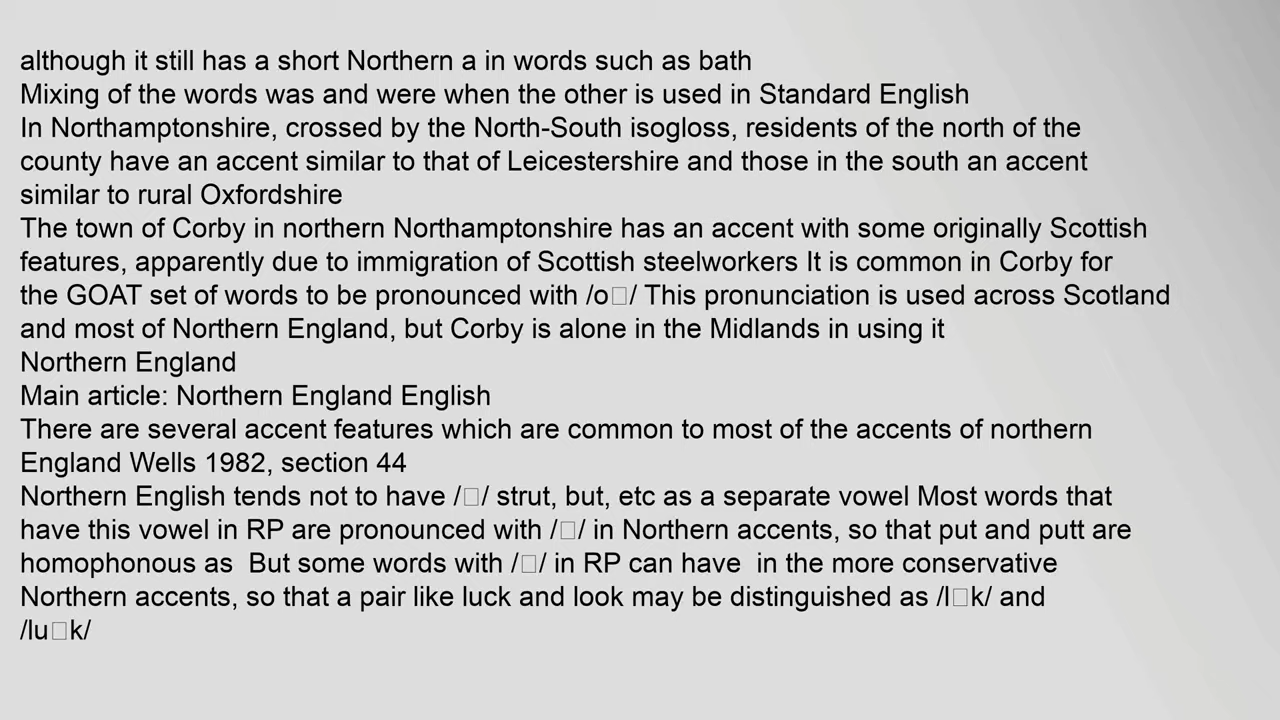 although it still has a short Northern a in words such as bath
Mixing of the words was and were when the other is used in Standard English
In Northamptonshire, crossed by the North-South isogloss, residents of the north of the
county have an accent similar to that of Leicestershire and those in the south an accent
similar to rural Oxfordshire
The town of Corby in northern Northamptonshire has an accent with some originally Scottish
features, apparently due to immigration of Scottish steelworkers It is common in Corby for
the GOAT set of words to be pronounced with /o□/ This pronunciation is used across Scotland
and most of Northern England, but Corby is alone in the Midlands in using it
Northern England
Main article: Northern England English
There are several accent features which are common to most of the accents of northern
England Wells 1982, section 44
Northern English tends not to have /□/ strut, but, etc as a separate vowel Most words that
have this vowel in RP are pronounced with /□/ in Northern accents, so that put and putt are
homophonous as  But some words with /□/ in RP can have  in the more conservative
Northern accents, so that a pair like luck and look may be distinguished as /l□k/ and
/lu□k/